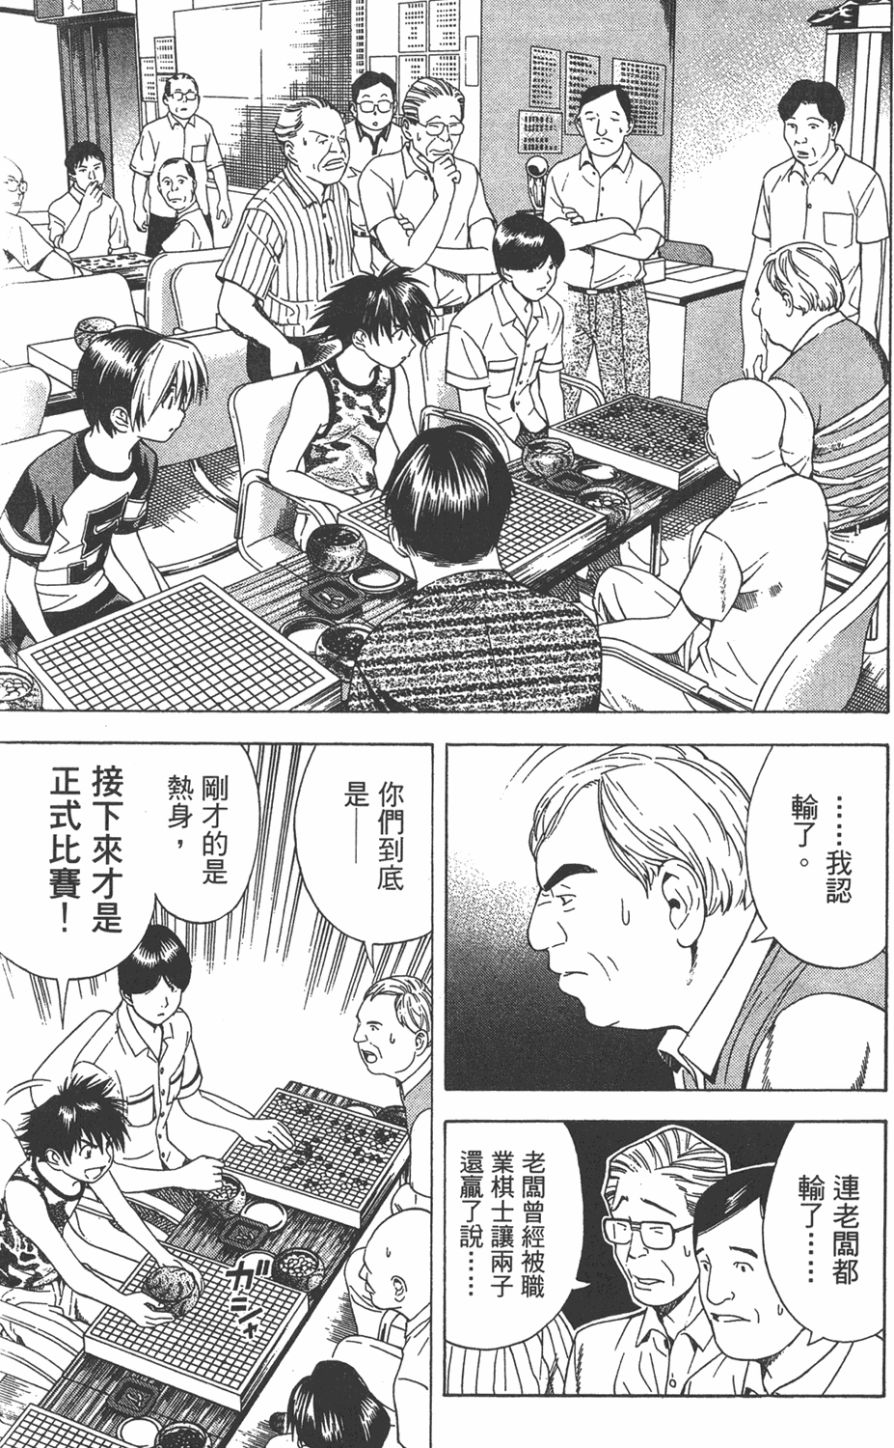 ……我認
輸了。
連老闆都
輸了……
老闆曾經被職
業棋士讓兩子
還贏了說……
你們到底
是——
剛才的是
熱身，
接下來才是
正式比賽！
ガシャ